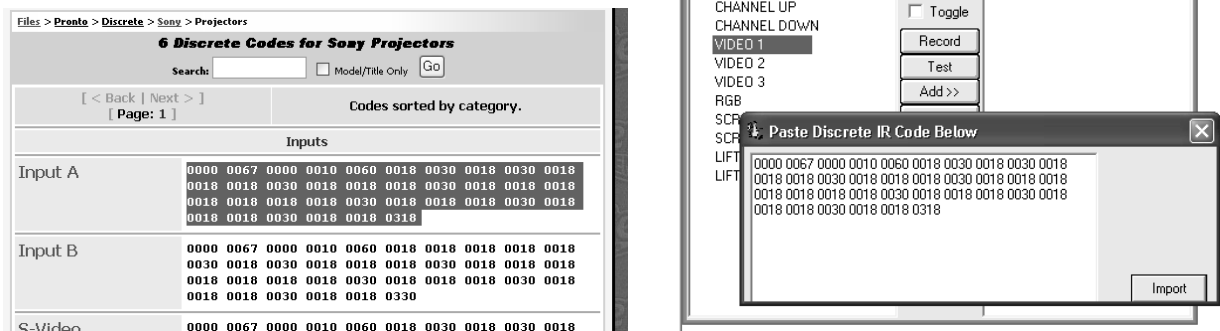 Files > Pronto > Discrete > Sony > Projectors
6 Discrete Codes for Sony Projectors
Search: Model/Title Only Go
[ < Back | Next > ]
[ Page: 1 ]
Codes sorted by category.
Inputs
Input A
0000 0067 0000 0010 0060 0018 0030 0018 0030 0018
0018 0018 0030 0018 0018 0018 0030 0018 0018 0018
0018 0018 0018 0018 0030 0018 0018 0018 0030 0018
0018 0018 0030 0018 0018 0318
Input B
0000 0067 0000 0010 0060 0018 0018 0018 0018 0018
0030 0018 0030 0018 0018 0018 0030 0018 0018 0018
0018 0018 0018 0018 0030 0018 0018 0018 0030 0018
0018 0018 0030 0018 0018 0330
S-Video
0000 0067 0000 0010 0060 0018 0030 0018 0030 0018
CHANNEL UP
CHANNEL DOWN
VIDEO 1
VIDEO 2
VIDEO 3
RGB
SCR
SCR
LIFT
LIFT
Toggle
Record
Test
Add >>
Paste Discrete IR Code Below
0000 0067 0000 0010 0060 0018 0030 0018 0030 0018
0018 0018 0030 0018 0018 0018 0030 0018 0018 0018
0018 0018 0018 0018 0030 0018 0018 0018 0030 0018
0018 0018 0030 0018 0018 0318
Import